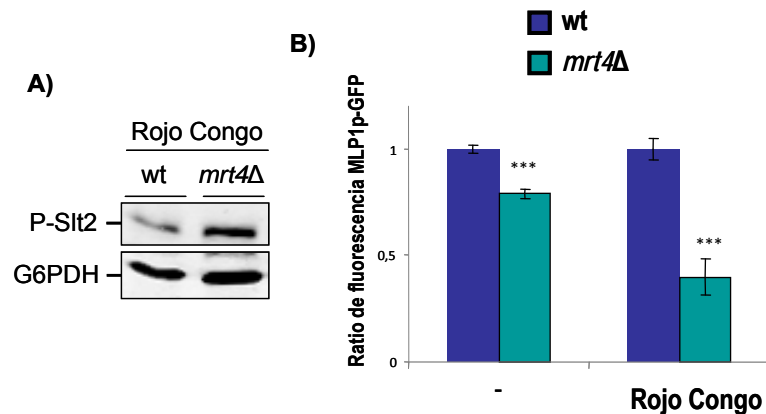 A)
Rojo Congo
wt mrt4Δ
P-Slt2
G6PDH
B)
wt
mrt4Δ
Ratio de fluorescencia MLP1p-GFP
1
0,5
0
***
***
-
Rojo Congo